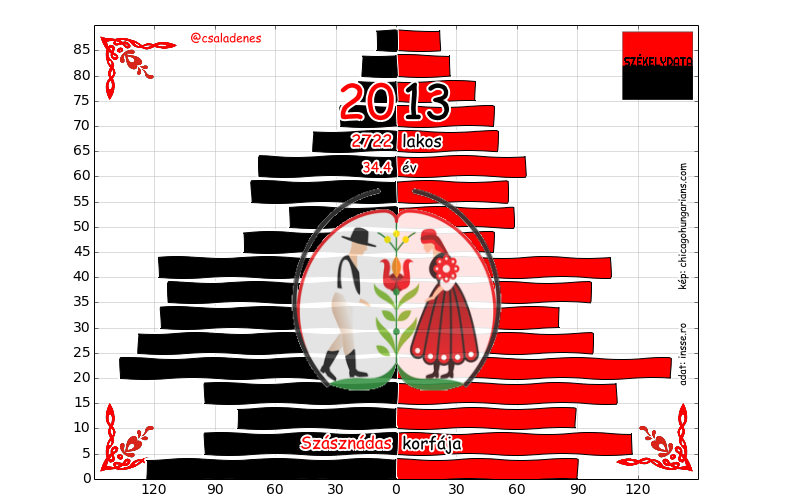 @csaladenes
SZÉKELYDATA
2013
2722 lakos
34.4 év
kép: chicagohungarians.com
adat: insse.ro
Szásznádas korfája
85
80
75
70
65
60
55
50
45
40
35
30
25
20
15
10
5
0
120 90 60 30 0 30 60 90 120